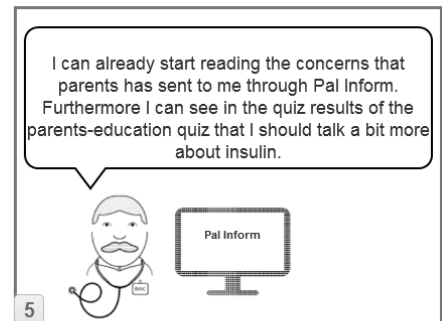 I can already start reading the concerns that
parents has sent to me through Pal Inform.
Furthermore I can see in the quiz results of the
parents-education quiz that I should talk a bit more
about insulin.
Pal Inform
DOC
5